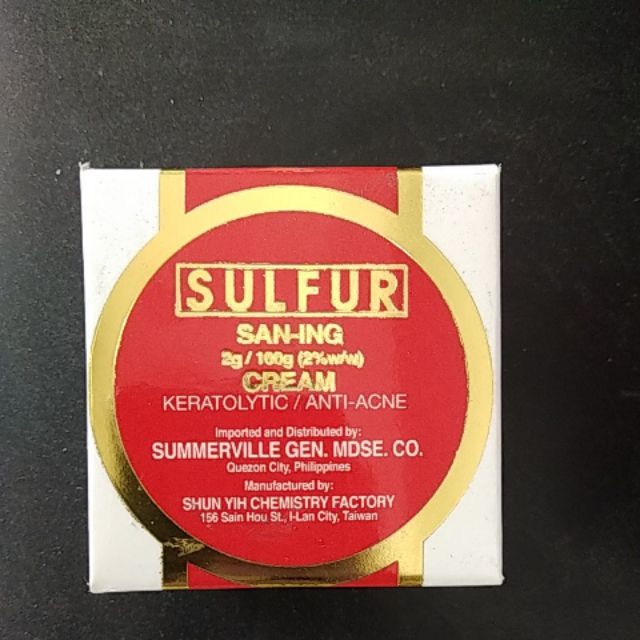 SULFUR
SAN-ING
2g / 100g (2%w/w)
CREAM
KERATOLYTIC / ANTI-ACNE
Imported and Distributed by:
SUMMERVILLE GEN. MDSE. CO.
Quezon City, Philippines
Manufactured by:
SHUN YIH CHEMISTRY FACTORY
156 Sain Hou St., I-Lan City, Taiwan